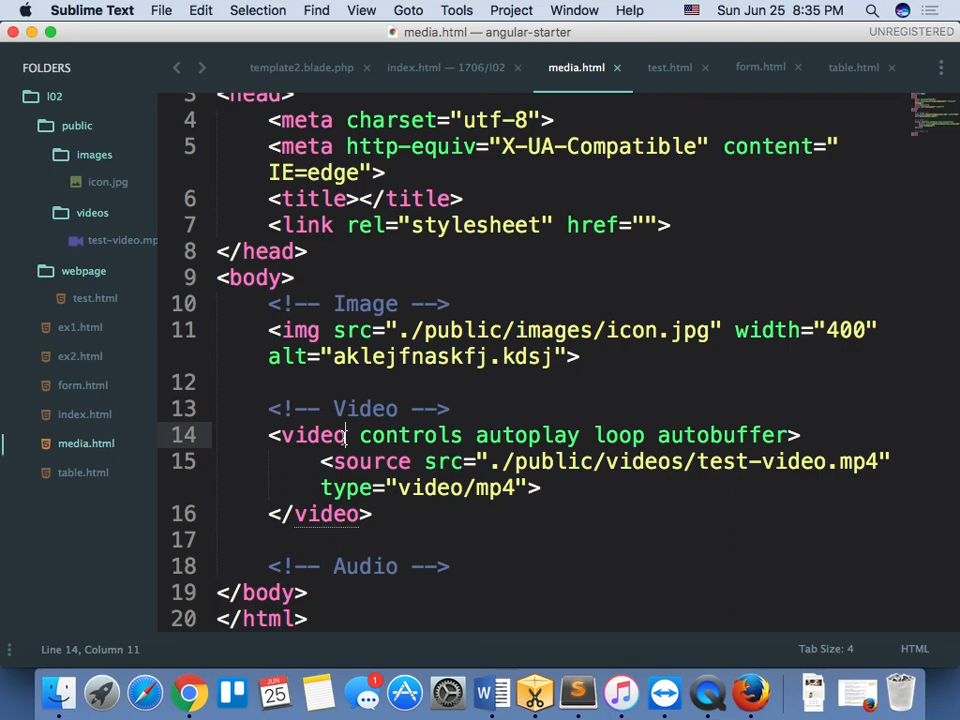 Sublime Text File Edit Selection Find View Goto Tools Project Window Help Sun Jun 25 8:35 PM
media.html — angular-starter UNREGISTERED
FOLDERS
l02
public
images
icon.jpg
videos
test-video.mp
webpage
test.html
ex1.html
ex2.html
form.html
index.html
media.html
table.html
template2.blade.php × index.html — 1706/l02 × media.html × test.html × form.html × table.html ×
3 <head>
4 <meta charset="utf-8">
5 <meta http-equiv="X-UA-Compatible" content="
IE=edge">
6 <title></title>
7 <link rel="stylesheet" href="">
8 </head>
9 <body>
10 <!-- Image -->
11 <img src="./public/images/icon.jpg" width="400"
alt="aklejfnaskfj.kdsj">
12
13 <!-- Video -->
14 <video controls autoplay loop autobuffer>
15 <source src="./public/videos/test-video.mp4"
type="video/mp4">
16 </video>
17
18 <!-- Audio -->
19 </body>
20 </html>
Line 14, Column 11 Tab Size: 4 HTML
JUN
25
1